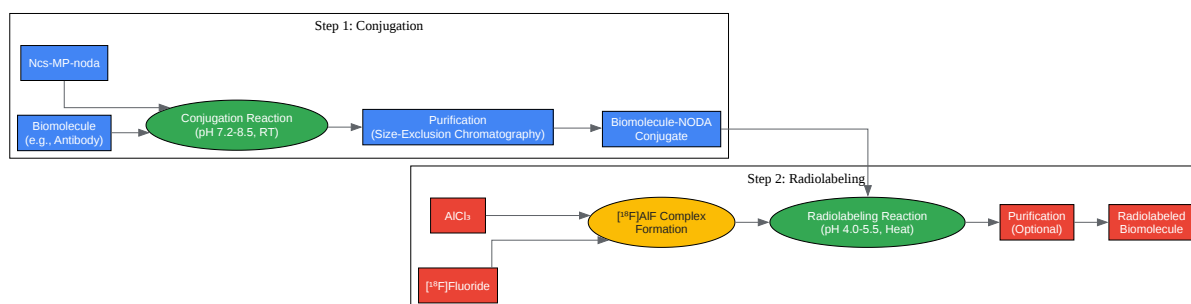 Step 1: Conjugation
Ncs-MP-noda
Biomolecule
(e.g., Antibody)
Conjugation Reaction
(pH 7.2-8.5, RT)
Purification
(Size-Exclusion Chromatography)
Biomolecule-NODA
Conjugate
Step 2: Radiolabeling
AlCl₃
[¹⁸F]Fluoride
[¹⁸F]AlF Complex
Formation
Radiolabeling Reaction
(pH 4.0-5.5, Heat)
Purification
(Optional)
Radiolabeled
Biomolecule